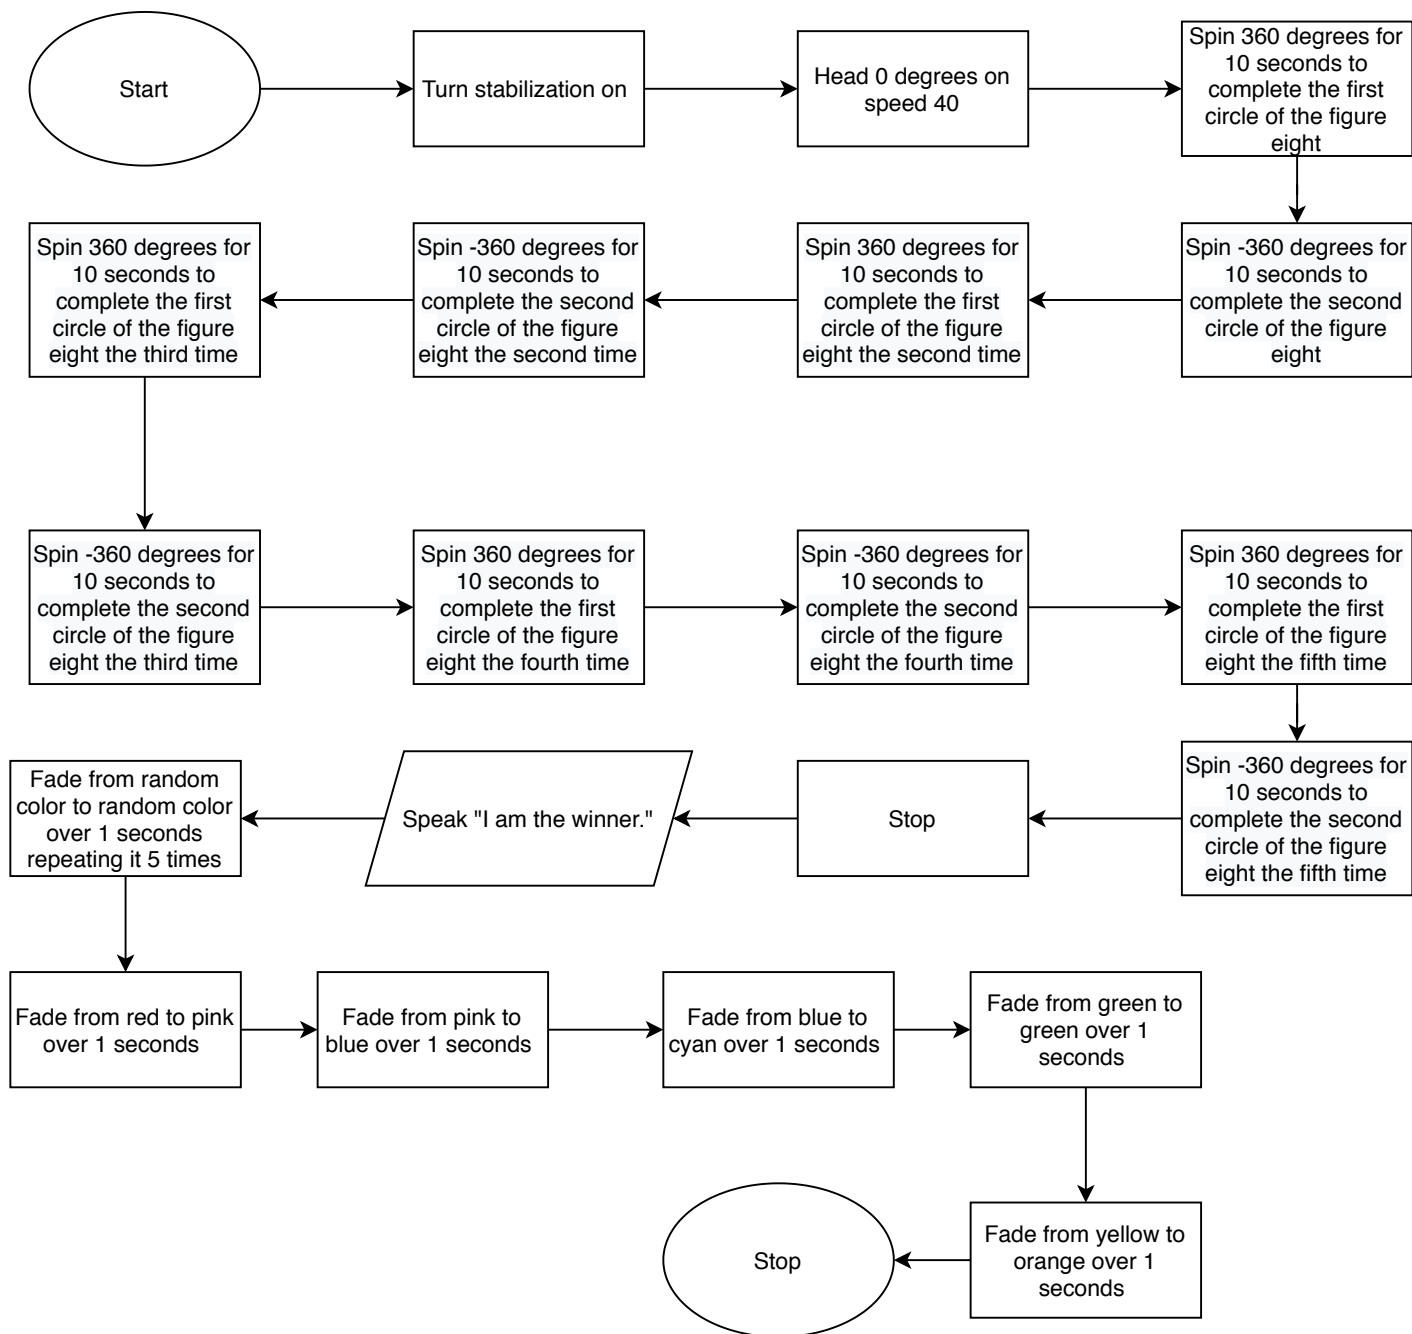 Start
Turn stabilization on
Head 0 degrees on
speed 40
Spin 360 degrees for
10 seconds to
complete the first
circle of the figure
eight
Spin -360 degrees for
10 seconds to
complete the second
circle of the figure
eight
Spin 360 degrees for
10 seconds to
complete the first
circle of the figure
eight the second time
Spin -360 degrees for
10 seconds to
complete the second
circle of the figure
eight the second time
Spin 360 degrees for
10 seconds to
complete the first
circle of the figure
eight the third time
Spin -360 degrees for
10 seconds to
complete the second
circle of the figure
eight the third time
Spin 360 degrees for
10 seconds to
complete the first
circle of the figure
eight the fourth time
Spin -360 degrees for
10 seconds to
complete the second
circle of the figure
eight the fourth time
Spin 360 degrees for
10 seconds to
complete the first
circle of the figure
eight the fifth time
Spin -360 degrees for
10 seconds to
complete the second
circle of the figure
eight the fifth time
Stop
Speak "I am the winner."
Fade from random
color to random color
over 1 seconds
repeating it 5 times
Fade from red to pink
over 1 seconds
Fade from pink to
blue over 1 seconds
Fade from blue to
cyan over 1 seconds
Fade from green to
green over 1
seconds
Fade from yellow to
orange over 1
seconds
Stop